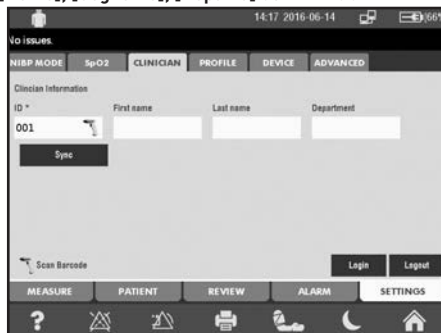 14:17 2016-06-14 (66%
No issues.
NIBP MODE SpO2 CLINICIAN PROFILE DEVICE ADVANCED
Clincian Information
ID * First name Last name Department
001
Sync
Scan Barcode Login Logout
MEASURE PATIENT REVIEW ALARM SETTINGS
?